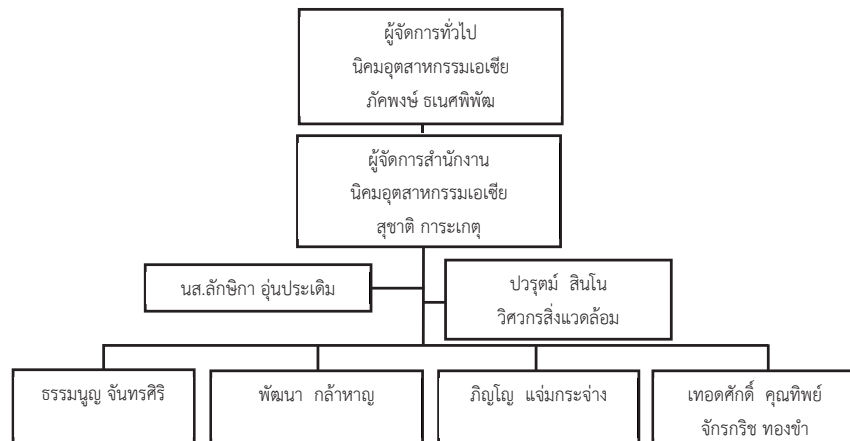 ผู้จัดการทั่วไป
นิคมอุตสาหกรรมเอเซีย
ภัคพงษ์ ธเนศพิพัฒ
ผู้จัดการสำนักงาน
นิคมอุตสาหกรรมเอเซีย
สุชาติ การะเกตุ
นส.ลักษิกา อุ่นประเดิม
ปวรุตม์ สินโน
วิศวกรสิ่งแวดล้อม
ธรรมนูญ จันทรศิริ
พัฒนา กล้าหาญ
ภิญโญ แจ่มกระจ่าง
เทอดศักดิ์ คุณทิพย์
จักรกริช ทองขำ